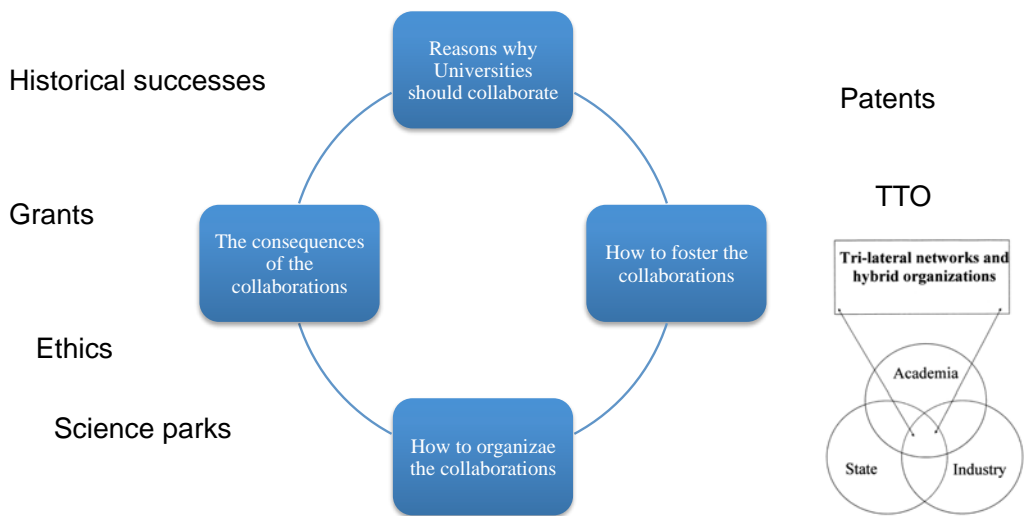 Reasons why
Universities
should collaborate
Historical successes
Patents
TTO
Grants
The consequences
of the
collaborations
How to foster the
collaborations
Tri-lateral networks and
hybrid organizations
Ethics
Academia
Science parks
How to organizae
the collaborations
State
Industry